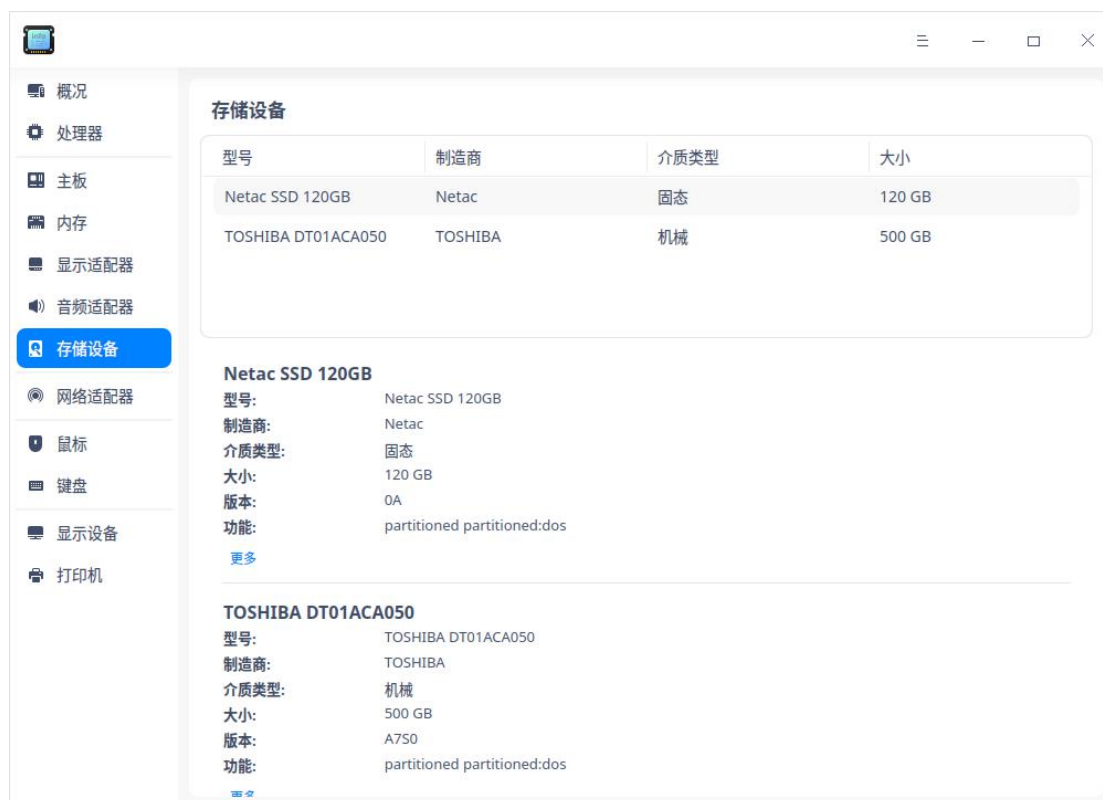 概况
处理器
主板
内存
显示适配器
音频适配器
存储设备
网络适配器
鼠标
键盘
显示设备
打印机
存储设备
型号 制造商 介质类型 大小
Netac SSD 120GB Netac 固态 120 GB
TOSHIBA DT01ACA050 TOSHIBA 机械 500 GB
Netac SSD 120GB
型号: Netac SSD 120GB
制造商: Netac
介质类型: 固态
大小: 120 GB
版本: 0A
功能: partitioned partitioned:dos
更多
TOSHIBA DT01ACA050
型号: TOSHIBA DT01ACA050
制造商: TOSHIBA
介质类型: 机械
大小: 500 GB
版本: A7S0
功能: partitioned partitioned:dos
更多